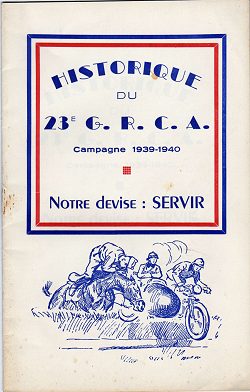 HISTORIQUE
DU
23E G. R. C. A.
Campagne 1939-1940
NOTRE DEVISE : SERVIR